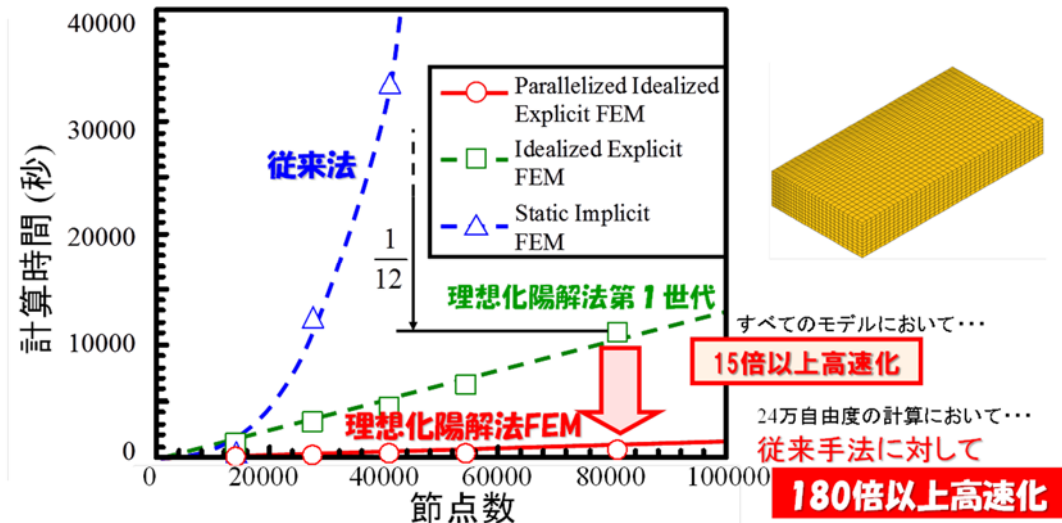 40000
30000
20000
10000
0
計算時間 (秒)
0
20000
40000
60000
80000
100000
節点数
Parallelized Idealized
Explicit FEM
Idealized Explicit
FEM
Static Implicit
FEM
従来法
1
12
理想化陽解法第1世代
理想化陽解法FEM
すべてのモデルにおいて・・・
15倍以上高速化
24万自由度の計算において・・・
従来手法に対して
180倍以上高速化